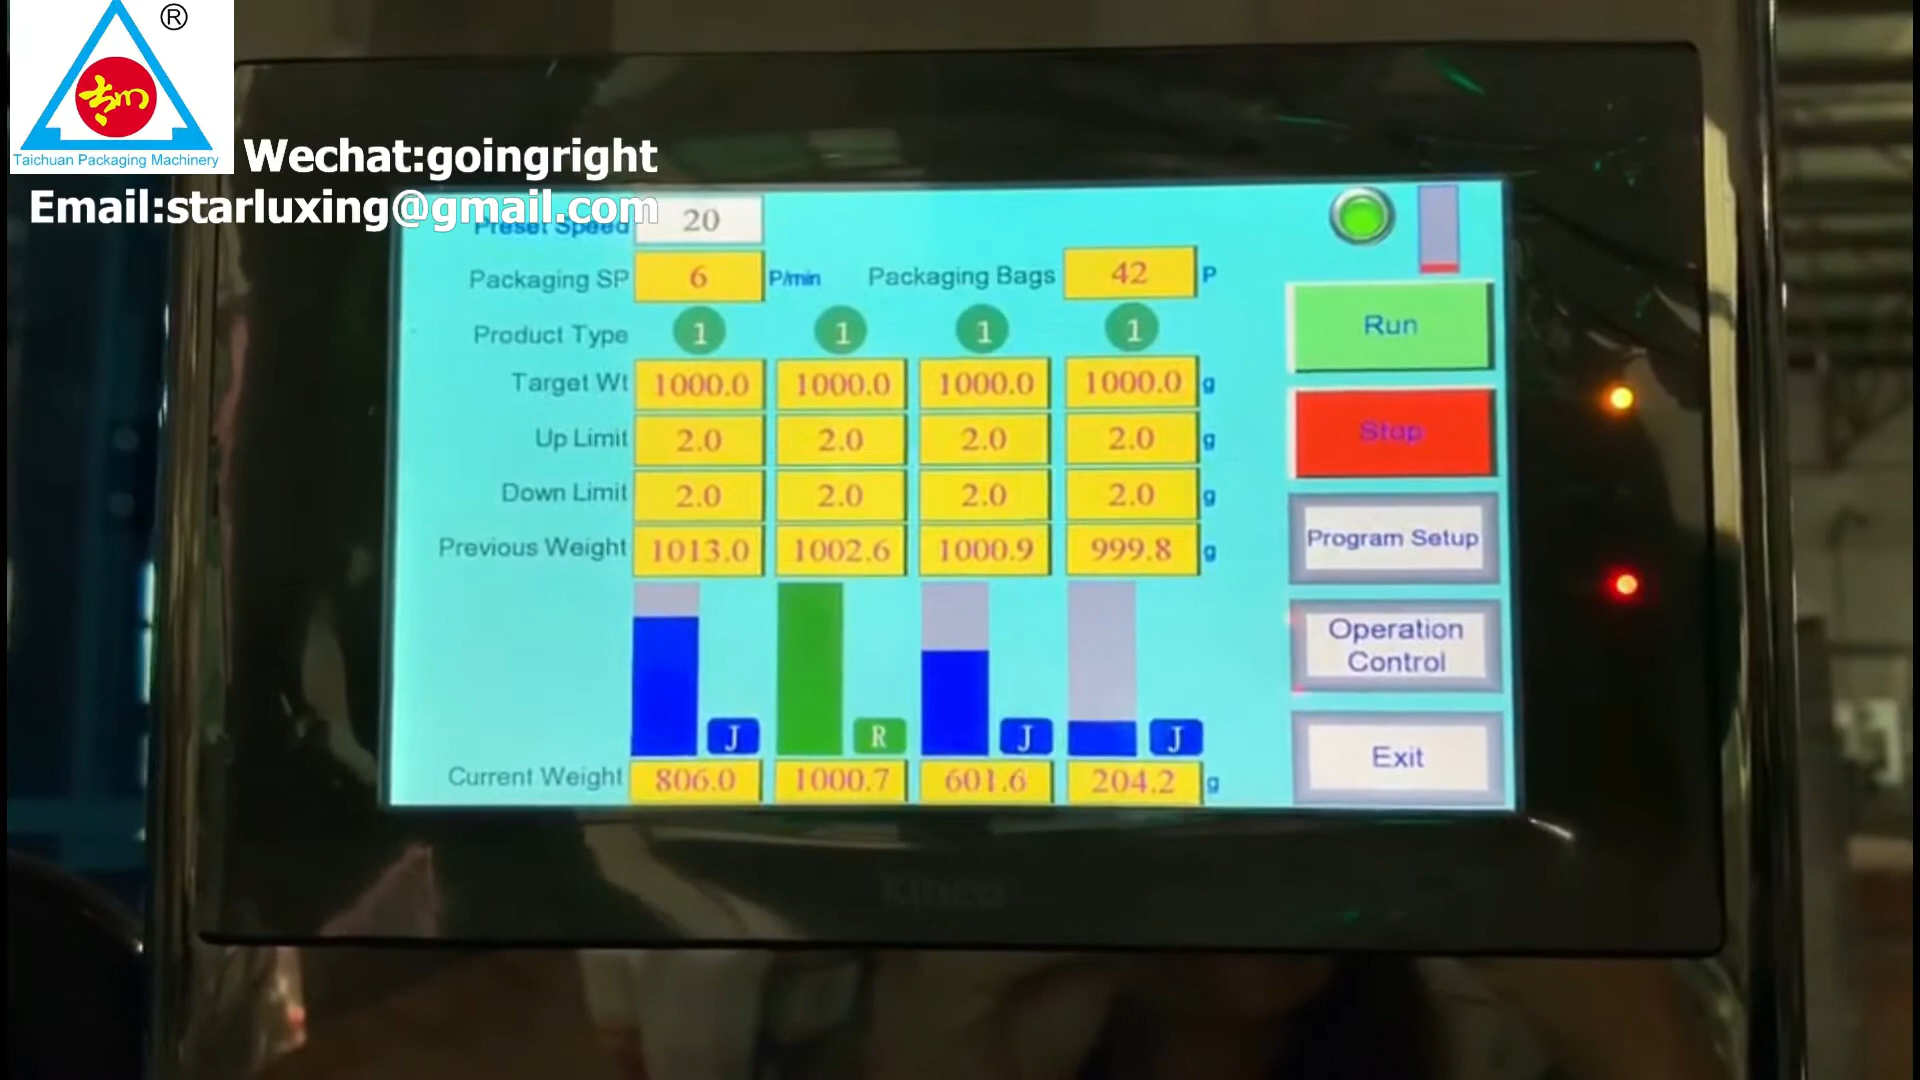 ®
Taichuan Packaging Machinery
Wechat:goingright
Email:starluxing@gmail.com
Preset Speed 20
Packaging SP 6 P/min Packaging Bags 42 P
Product Type 1 1 1 1
Target Wt 1000.0 1000.0 1000.0 1000.0 g
Up Limit 2.0 2.0 2.0 2.0 g
Down Limit 2.0 2.0 2.0 2.0 g
Previous Weight 1013.0 1002.6 1000.9 999.8 g
J R J J
Current Weight 806.0 1000.7 601.6 204.2 g
Run
Stop
Program Setup
Operation
Control
Exit
Kinco